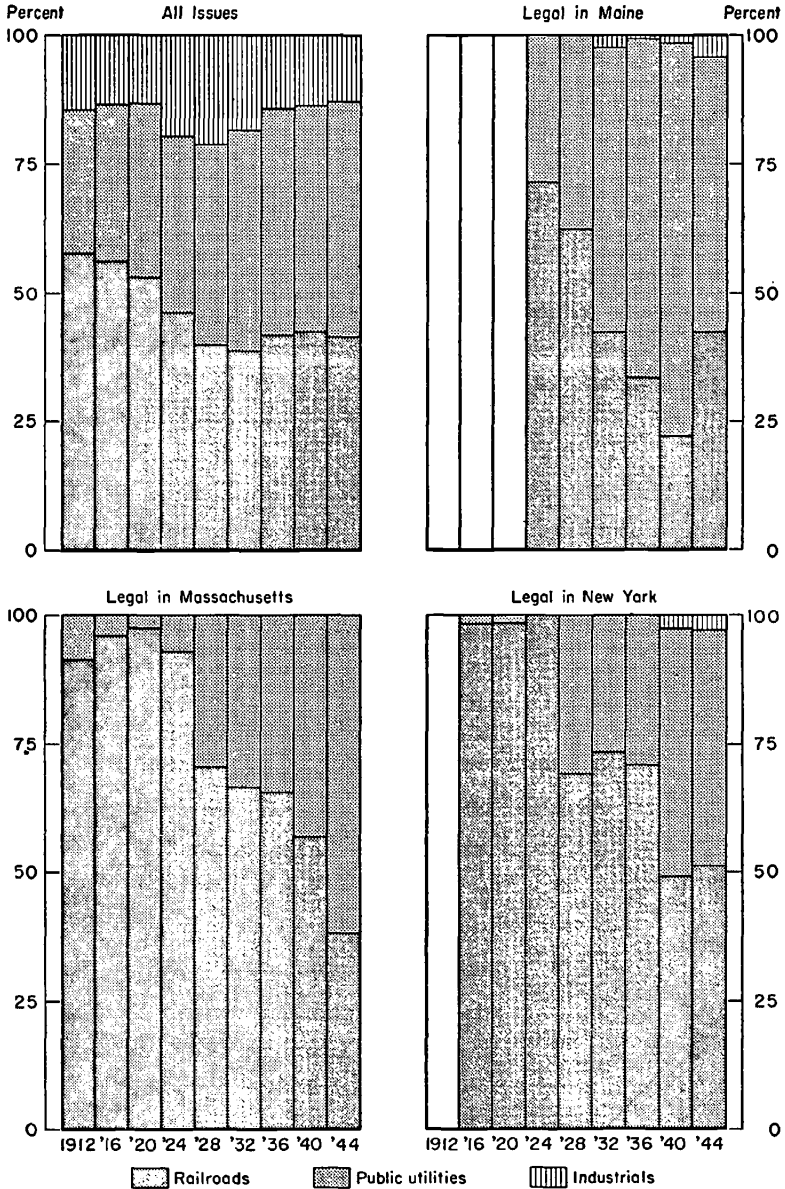 Percent All Issues Legal in Maine Percent
100 100
75 75
50 50
25 25
0 0
Legal in Massachusetts Legal in New York
100 100
75 75
50 50
25 25
0 0
1912 '16 '20 '24 '28 '32 '36 '40 '44 1912 '16 '20 '24 '28 '32 '36 '40 '44
Railroads Public utilities Industrials